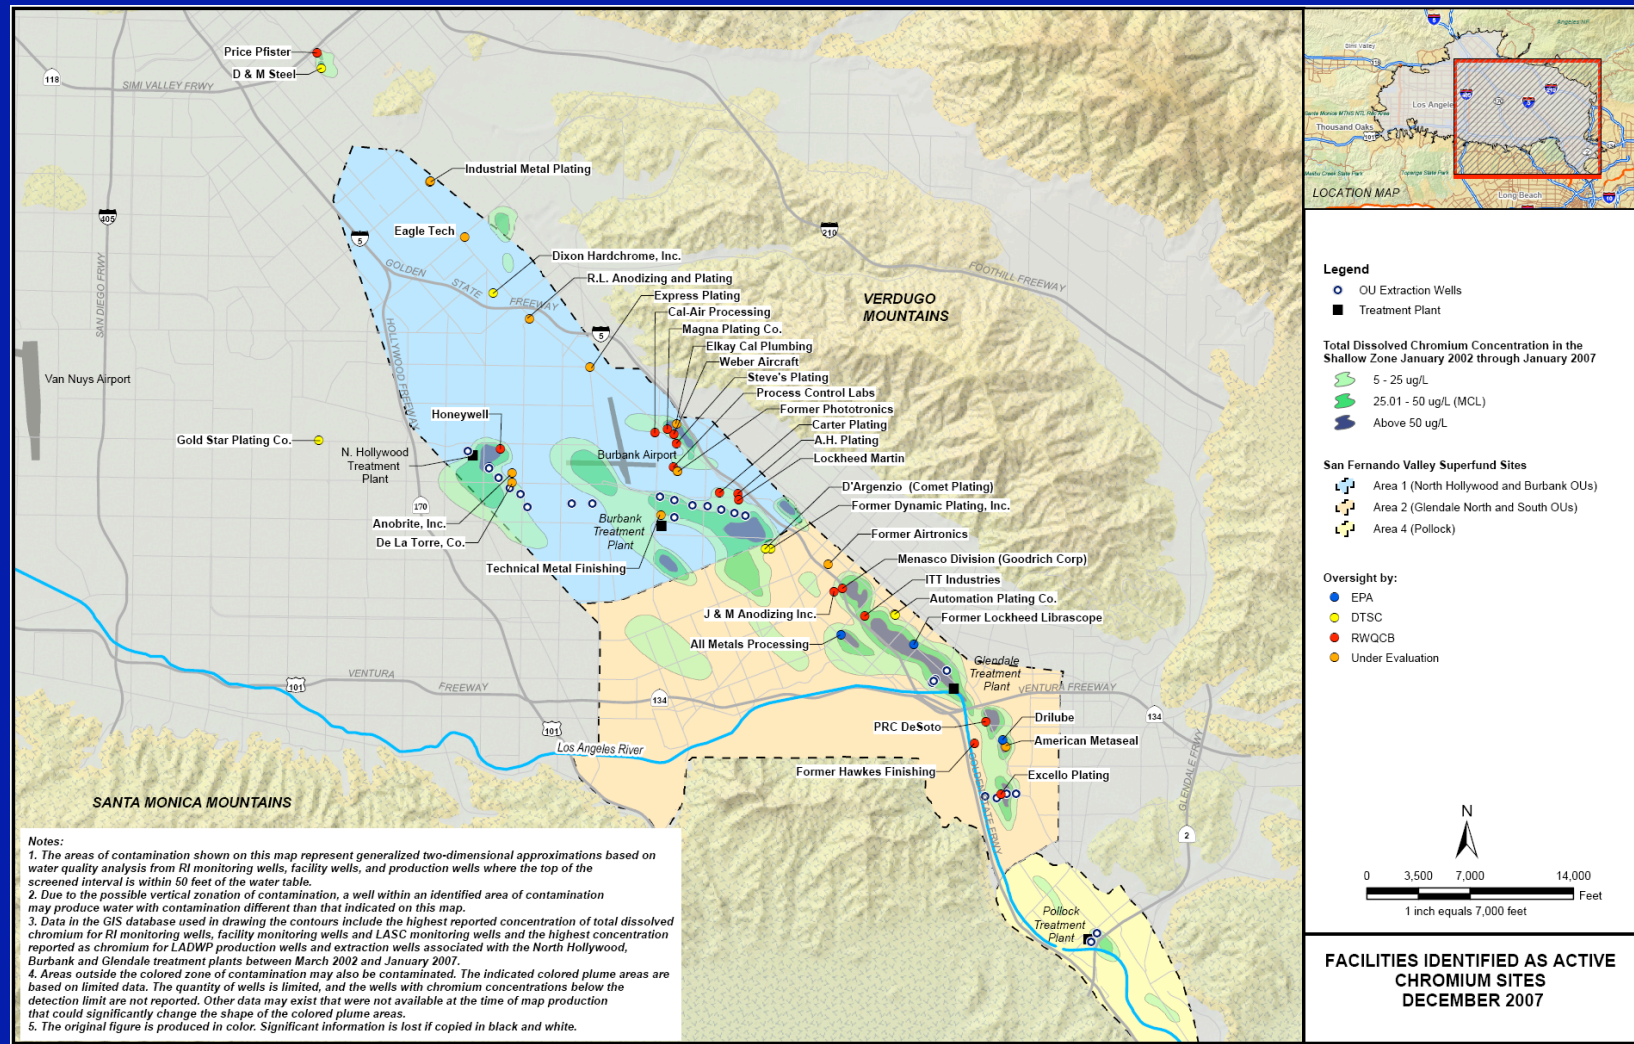 Price Pfister
D & M Steel
118
SIMI VALLEY FRWY
Industrial Metal Plating
405
5
Eagle Tech
210
Dixon Hardchrome, Inc.
GOLDEN
STATE
FREEWAY
FOOTHILL FREEWAY
R.L. Anodizing and Plating
SAN DIEGO FRWY
Express Plating
VERDUGO
MOUNTAINS
Cal-Air Processing
HOLLYWOOD FREEWAY
Magna Plating Co.
5
Elkay Cal Plumbing
Weber Aircraft
Van Nuys Airport
Steve's Plating
Process Control Labs
Honeywell
Former Phototronics
Carter Plating
Gold Star Plating Co.
A.H. Plating
N. Hollywood
Treatment
Plant
Burbank Airport
Lockheed Martin
D'Argenzio (Comet Plating)
170
Former Dynamic Plating, Inc.
Anobrite, Inc.
Burbank
Treatment
Plant
De La Torre, Co.
Former Airtronics
Technical Metal Finishing
Menasco Division (Goodrich Corp)
ITT Industries
Automation Plating Co.
J & M Anodizing Inc.
Former Lockheed Librascope
All Metals Processing
Glendale
Treatment
Plant
VENTURA
FREEWAY
101
134
VENTURA FREEWAY
134
101
PRC DeSoto
Drilube
American Metaseal
Los Angeles River
Former Hawkes Finishing
Excello Plating
GOLDEN STATE FRWY
GLENDALE FRWY
2
SANTA MONICA MOUNTAINS
Pollock
Treatment
Plant
Notes:
1. The areas of contamination shown on this map represent generalized two-dimensional approximations based on
water quality analysis from RI monitoring wells, facility wells, and production wells where the top of the
screened interval is within 50 feet of the water table.
2. Due to the possible vertical zonation of contamination, a well within an identified area of contamination
may produce water with contamination different than that indicated on this map.
3. Data in the GIS database used in drawing the contours include the highest reported concentration of total dissolved
chromium for RI monitoring wells, facility monitoring wells and LASC monitoring wells and the highest concentration
reported as chromium for LADWP production wells and extraction wells associated with the North Hollywood,
Burbank and Glendale treatment plants between March 2002 and January 2007.
4. Areas outside the colored zone of contamination may also be contaminated. The indicated colored plume areas are
based on limited data. The quantity of wells is limited, and the wells with chromium concentrations below the
detection limit are not reported. Other data may exist that were not available at the time of map production
that could significantly change the shape of the colored plume areas.
5. The original figure is produced in color. Significant information is lost if copied in black and white.
Simi Valley
Angeles NF
Los Angeles
Thousand Oaks
Topanga State Park
Long Beach
LOCATION MAP
Legend
OU Extraction Wells
Treatment Plant
Total Dissolved Chromium Concentration in the
Shallow Zone January 2002 through January 2007
5 - 25 ug/L
25.01 - 50 ug/L (MCL)
Above 50 ug/L
San Fernando Valley Superfund Sites
Area 1 (North Hollywood and Burbank OUs)
Area 2 (Glendale North and South OUs)
Area 4 (Pollock)
Oversight by:
EPA
DTSC
RWQCB
Under Evaluation
N
0 3,500 7,000 14,000
Feet
1 inch equals 7,000 feet
FACILITIES IDENTIFIED AS ACTIVE
CHROMIUM SITES
DECEMBER 2007